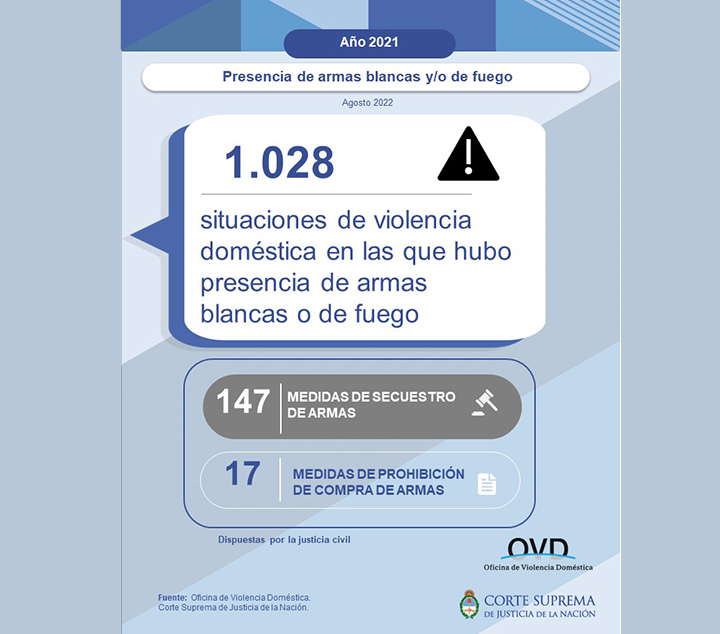 Año 2021
Presencia de armas blancas y/o de fuego
Agosto 2022
1.028
situaciones de violencia
doméstica en las que hubo
presencia de armas
blancas o de fuego
147
MEDIDAS DE SECUESTRO
DE ARMAS
17
MEDIDAS DE PROHIBICIÓN
DE COMPRA DE ARMAS
Dispuestas por la justicia civil
OVD
Oficina de Violencia Doméstica
Fuente: Oficina de Violencia Doméstica.
Corte Suprema de Justicia de la Nación.
CORTE SUPREMA
DE JUSTICIA DE LA NACIÓN